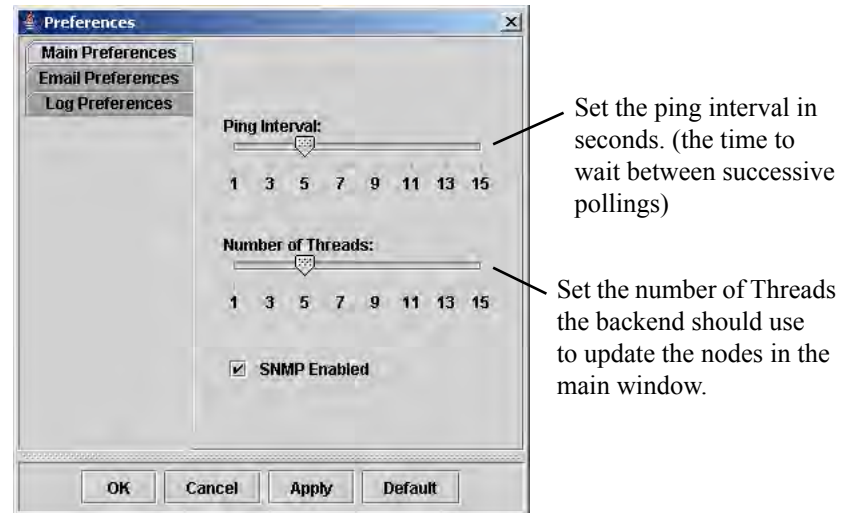 Preferences
Main Preferences
Email Preferences
Log Preferences
Ping Interval:
1 3 5 7 9 11 13 15
Number of Threads:
1 3 5 7 9 11 13 15
SNMP Enabled
OK Cancel Apply Default
Set the ping interval in
seconds. (the time to
wait between successive
pollings)
Set the number of Threads
the backend should use
to update the nodes in the
main window.